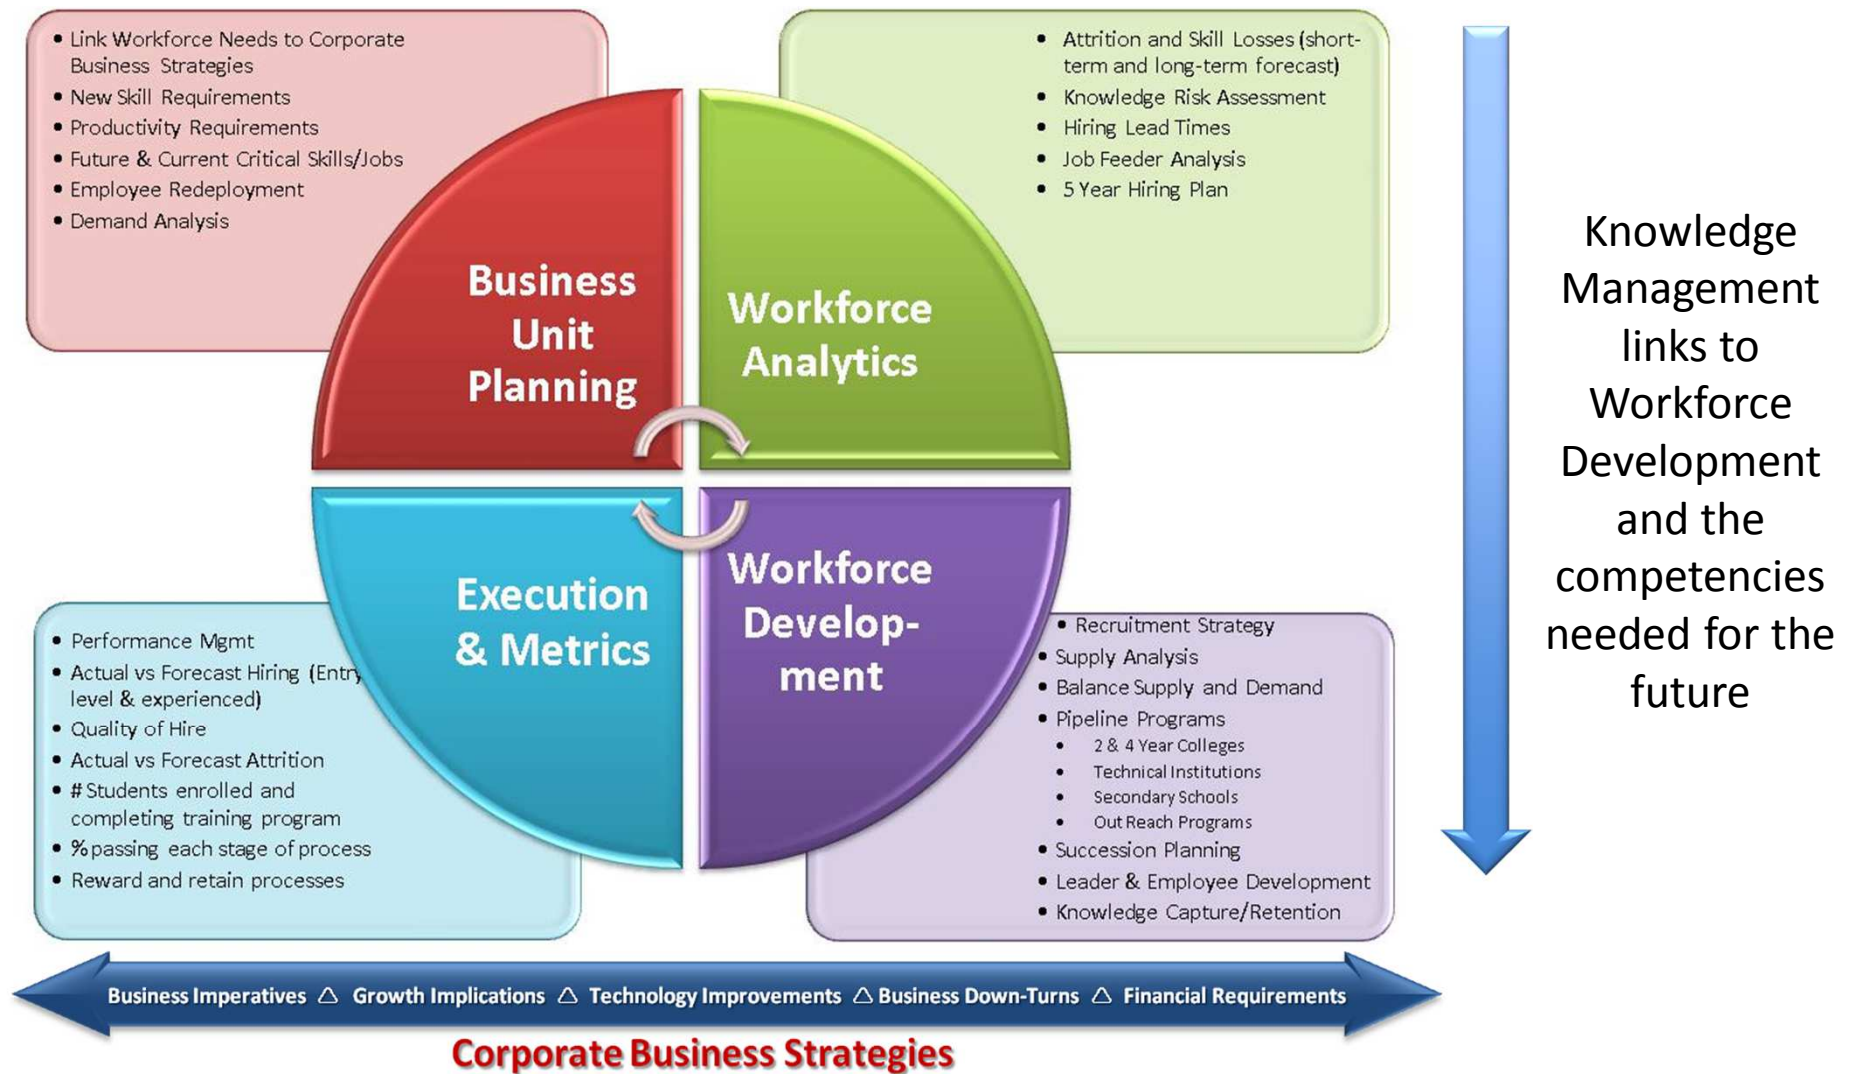 • Link Workforce Needs to Corporate
Business Strategies
• New Skill Requirements
• Productivity Requirements
• Future & Current Critical Skills/Jobs
• Employee Redeployment
• Demand Analysis
• Attrition and Skill Losses (short-
term and long-term forecast)
• Knowledge Risk Assessment
• Hiring Lead Times
• Job Feeder Analysis
• 5 Year Hiring Plan
Business
Unit
Planning
Workforce
Analytics
Execution
& Metrics
Workforce
Develop-
ment
• Performance Mgmt
• Actual vs Forecast Hiring (Entry
level & experienced)
• Quality of Hire
• Actual vs Forecast Attrition
• # Students enrolled and
completing training program
• % passing each stage of process
• Reward and retain processes
• Recruitment Strategy
• Supply Analysis
• Balance Supply and Demand
• Pipeline Programs
• 2 & 4 Year Colleges
• Technical Institutions
• Secondary Schools
• Out Reach Programs
• Succession Planning
• Leader & Employee Development
• Knowledge Capture/Retention
Knowledge
Management
links to
Workforce
Development
and the
competencies
needed for the
future
Business Imperatives △ Growth Implications △ Technology Improvements △ Business Down-Turns △ Financial Requirements
Corporate Business Strategies